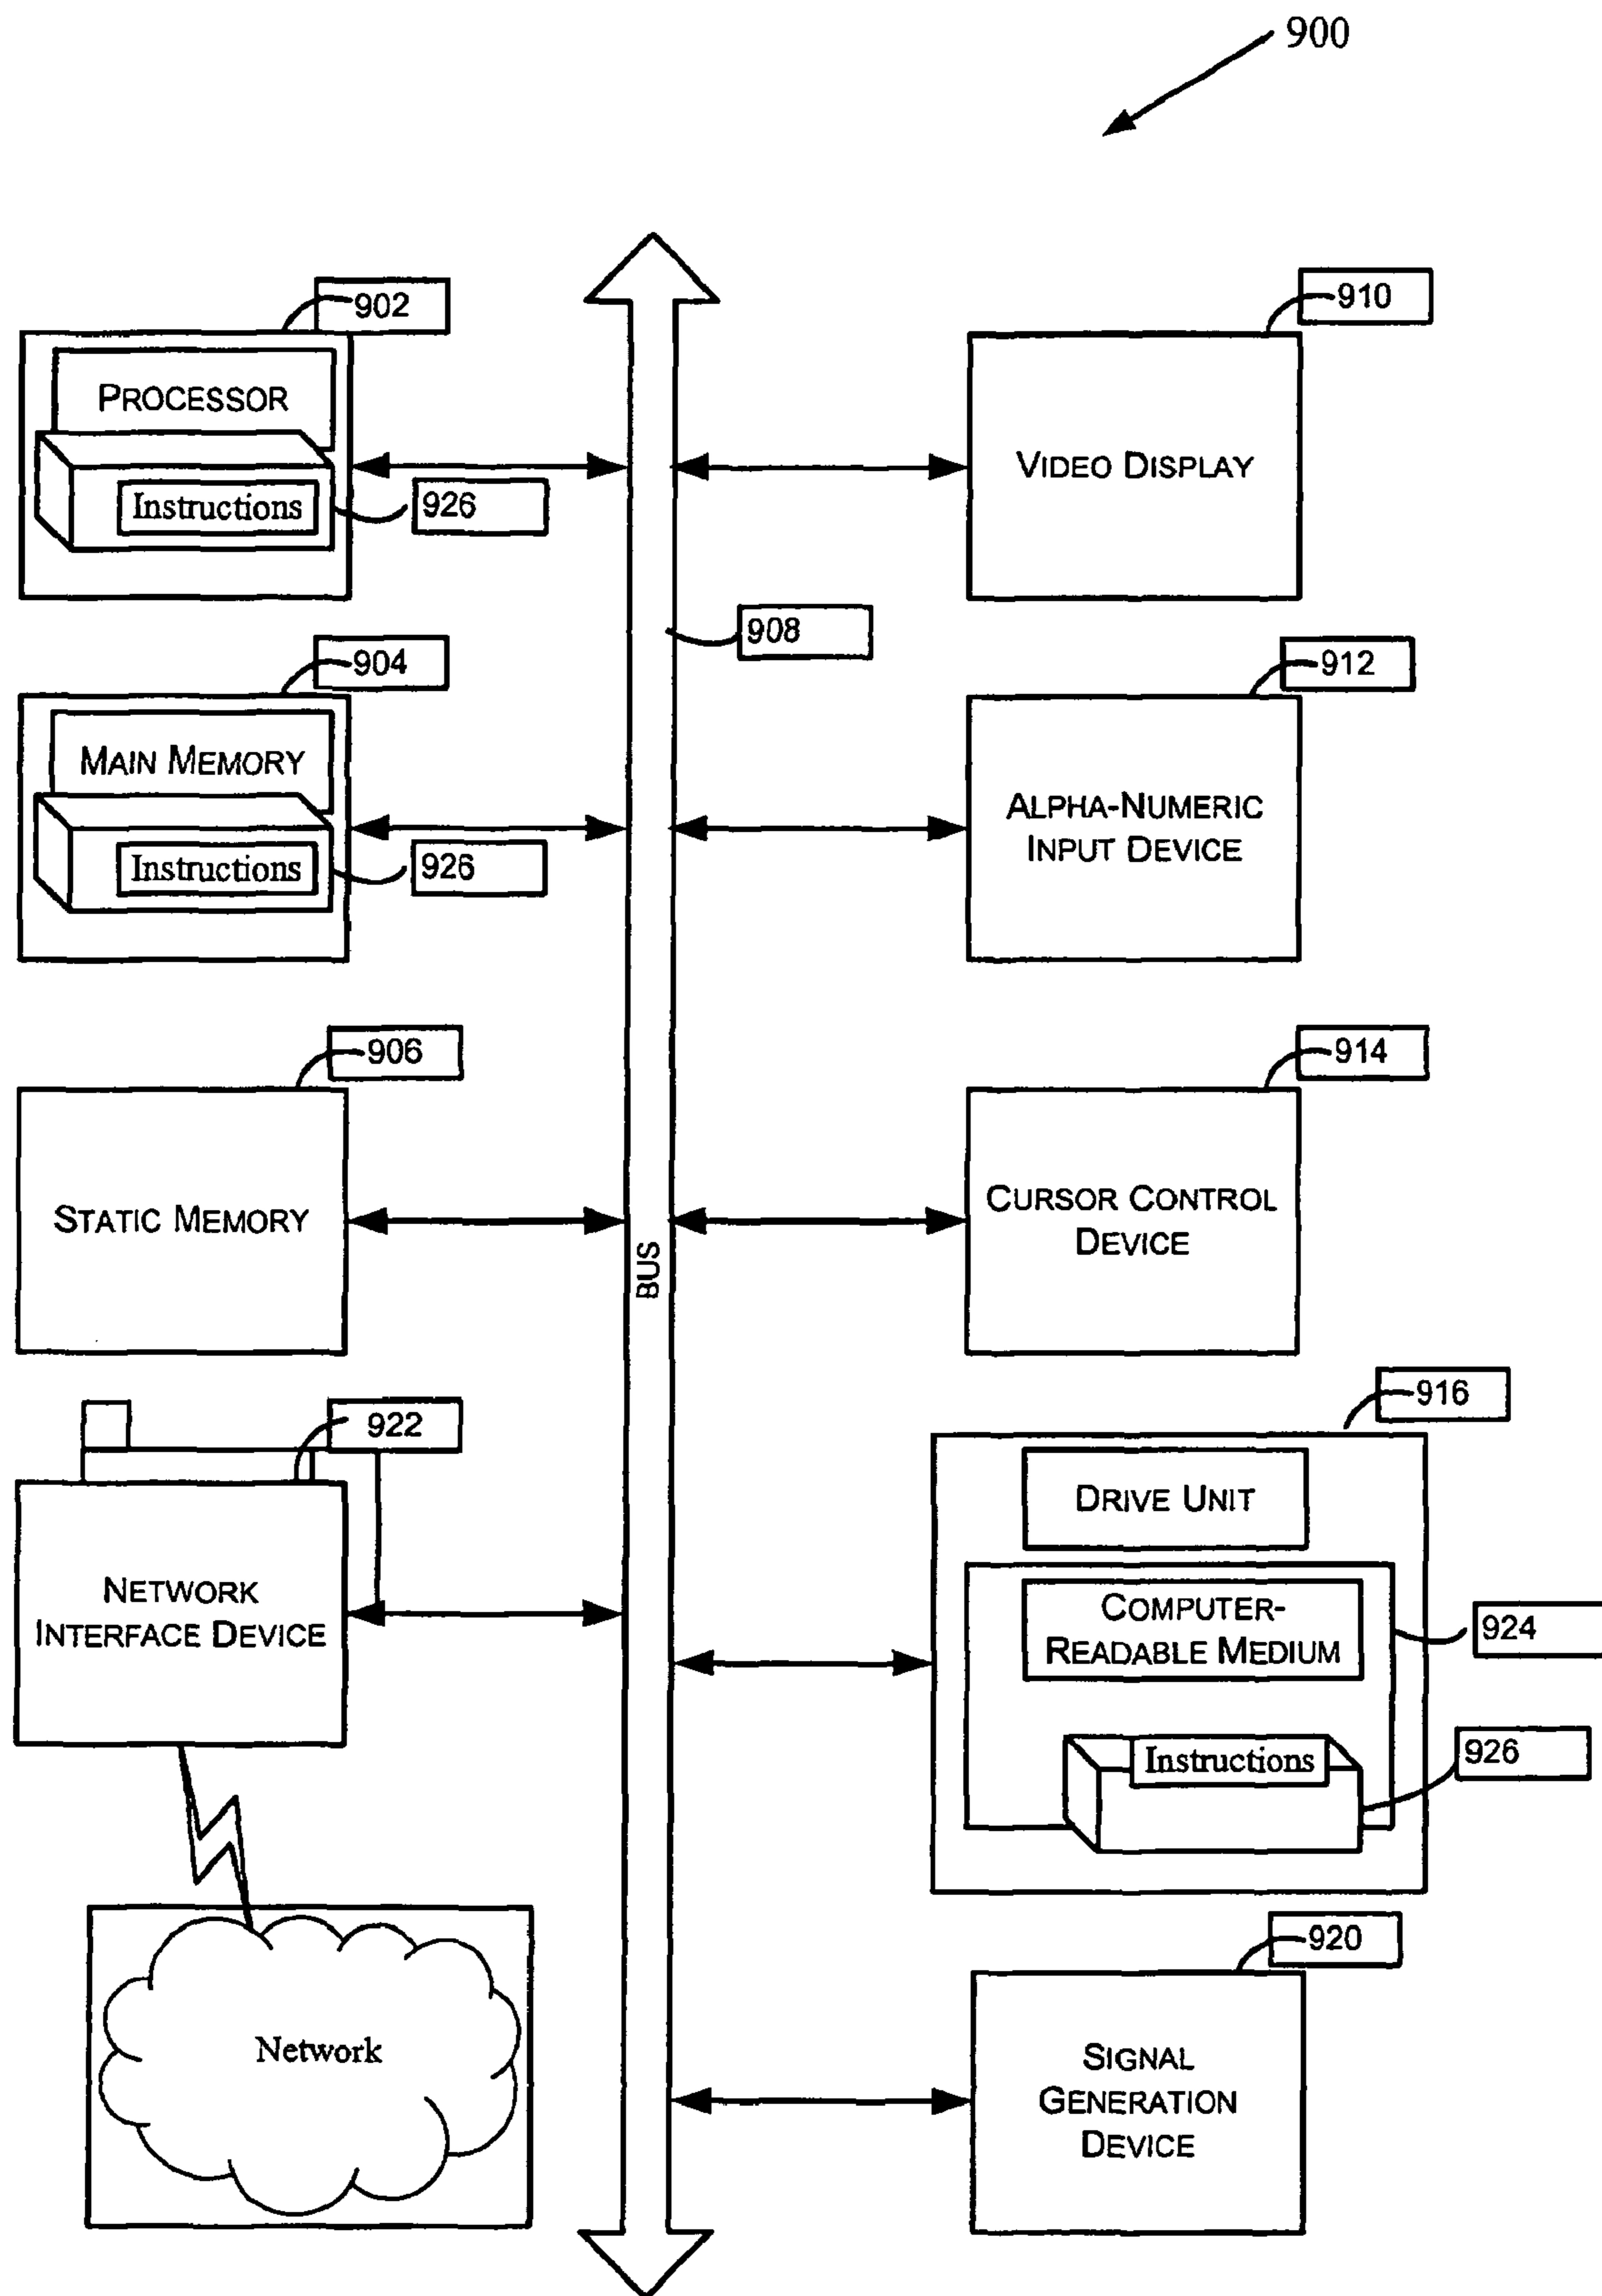 900
902
PROCESSOR
Instructions
926
904
MAIN MEMORY
Instructions
926
906
STATIC MEMORY
922
NETWORK
INTERFACE DEVICE
Network
BUS
908
910
VIDEO DISPLAY
912
ALPHA-NUMERIC
INPUT DEVICE
914
CURSOR CONTROL
DEVICE
916
DRIVE UNIT
COMPUTER-
READABLE MEDIUM
924
Instructions
926
920
SIGNAL
GENERATION
DEVICE